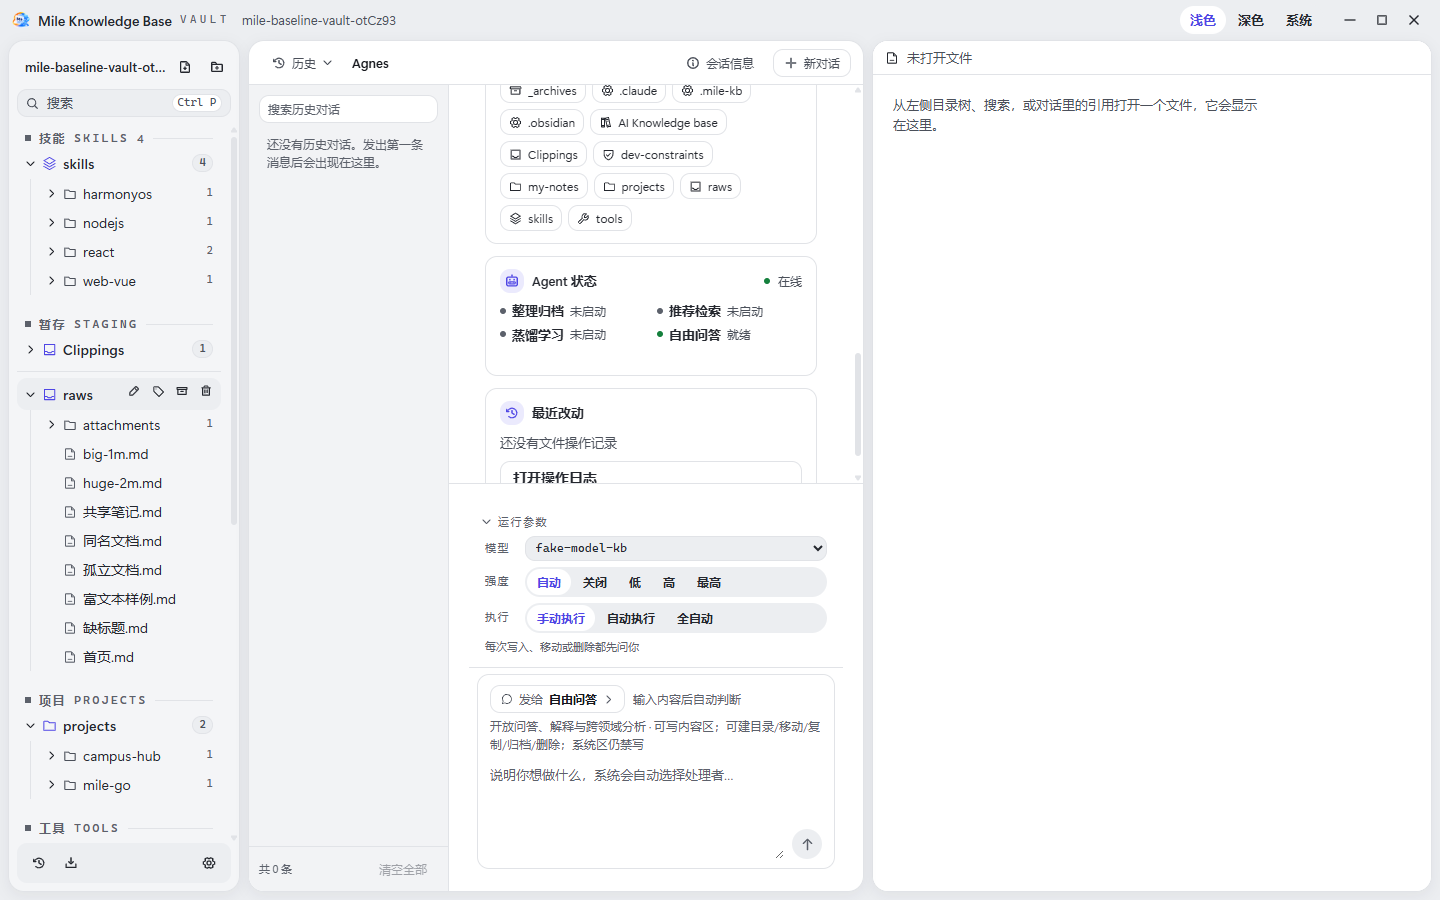 Mile Knowledge Base VAULT mile-baseline-vault-otCz93
浅色 深色 系统
mile-baseline-vault-ot...
搜索 Ctrl P
技能 SKILLS 4
skills 4
harmonyos 1
nodejs 1
react 2
web-vue 1
暂存 STAGING
Clippings 1
raws
attachments 1
big-1m.md
huge-2m.md
共享笔记.md
同名文档.md
孤立文档.md
富文本样例.md
缺标题.md
首页.md
项目 PROJECTS
projects 2
campus-hub 1
mile-go 1
工具 TOOLS
历史 Agnes
会话信息 新对话
搜索历史对话
还没有历史对话。发出第一条
消息后会出现在这里。
共 0 条 清空全部
_archives .claude .mile-kb
.obsidian AI Knowledge base
Clippings dev-constraints
my-notes projects raws
skills tools
Agent 状态 在线
整理归档 未启动 推荐检索 未启动
蒸馏学习 未启动 自由问答 就绪
最近改动
还没有文件操作记录
打开操作日志
运行参数
模型 fake-model-kb
强度 自动 关闭 低 高 最高
执行 手动执行 自动执行 全自动
每次写入、移动或删除都先问你
发给 自由问答 输入内容后自动判断
开放问答、解释与跨领域分析 · 可写内容区；可建目录/移动/复
制/归档/删除；系统区仍禁写
说明你想做什么，系统会自动选择处理者...
未打开文件
从左侧目录树、搜索，或对话里的引用打开一个文件，它会显示
在这里。